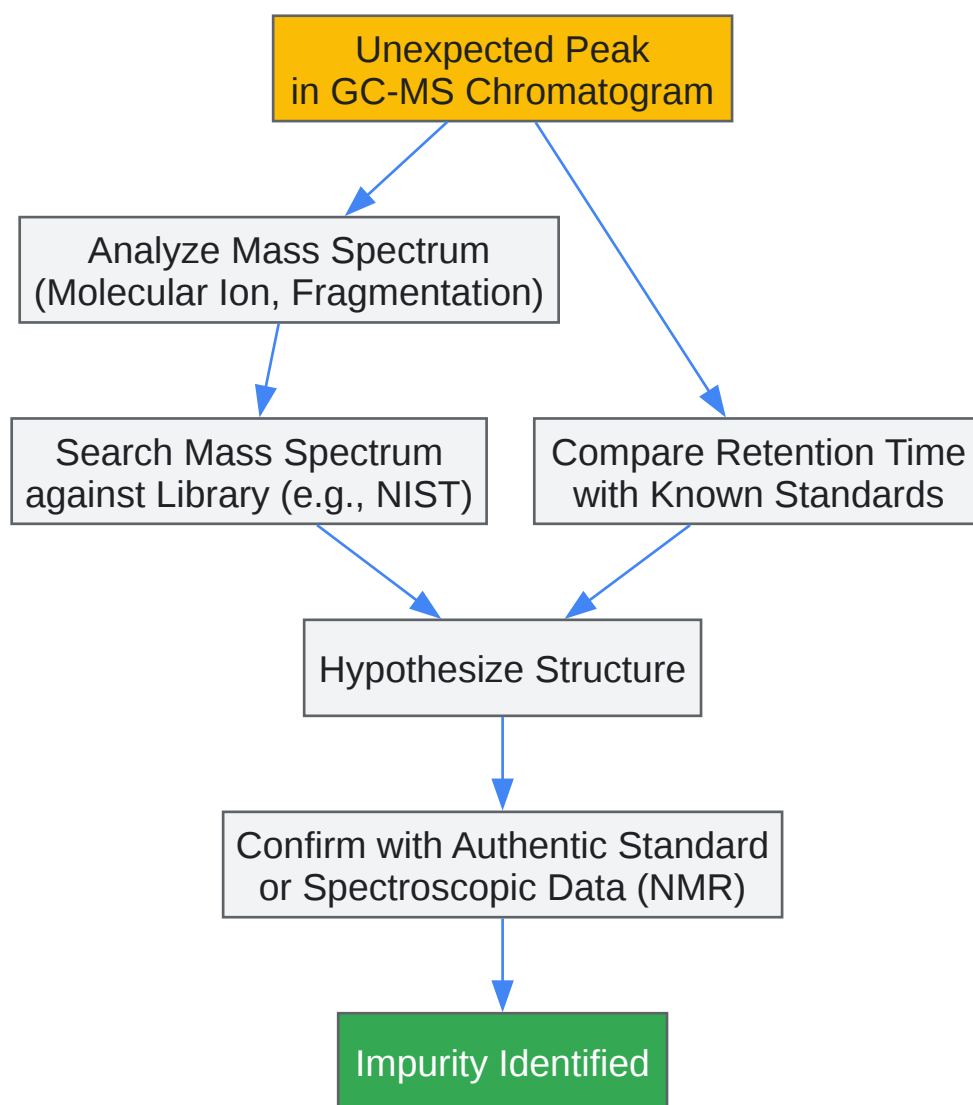 Unexpected Peak
in GC-MS Chromatogram
Analyze Mass Spectrum
(Molecular Ion, Fragmentation)
Search Mass Spectrum
against Library (e.g., NIST)
Compare Retention Time
with Known Standards
Hypothesize Structure
Confirm with Authentic Standard
or Spectroscopic Data (NMR)
Impurity Identified